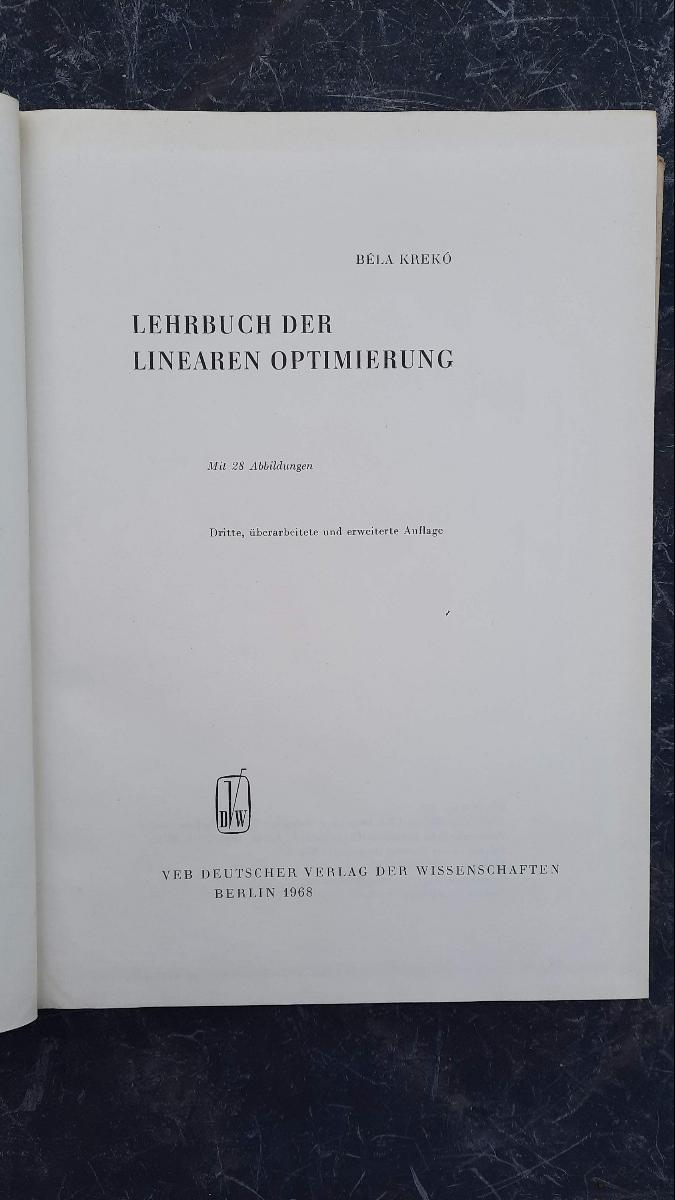 BÉLA KREKÓ
LEHRBUCH DER
LINEAREN OPTIMIERUNG
Mit 28 Abbildungen
Dritte, überarbeitete und erweiterte Auflage
D V W
VEB DEUTSCHER VERLAG DER WISSENSCHAFTEN
BERLIN 1968